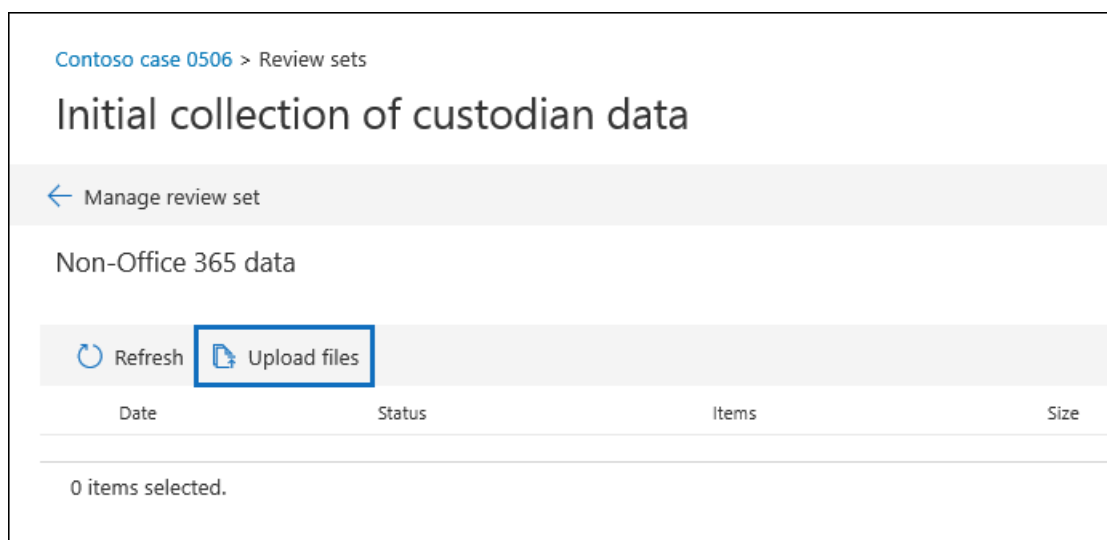 Contoso case 0506 > Review sets
Initial collection of custodian data
Manage review set
Non-Office 365 data
Refresh Upload files
Date Status Items Size
0 items selected.